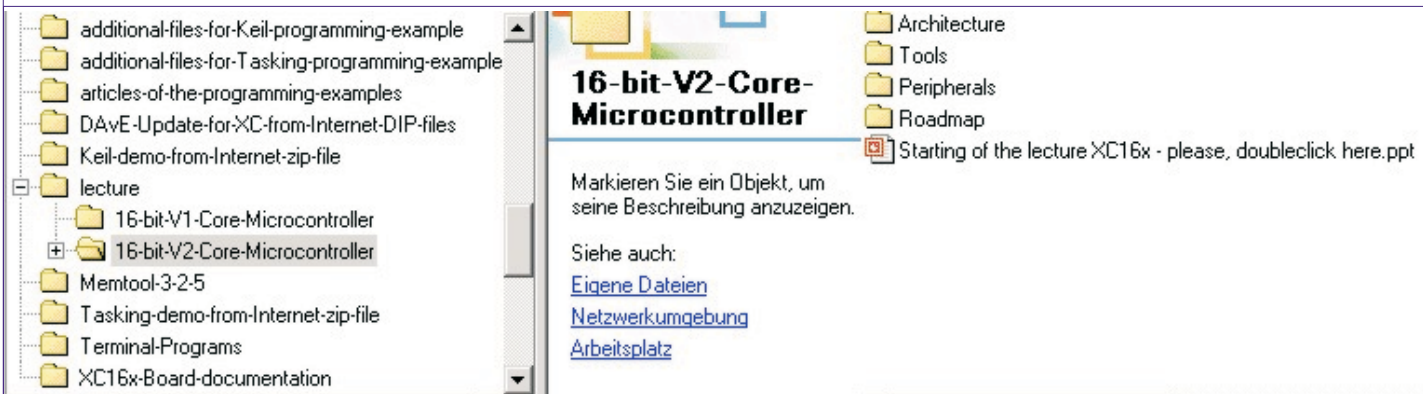 additional-files-for-Keil-programming-example
additional-files-for-Tasking-programming-example
articles-of-the-programming-examples
DAvE-Update-for-XC-from-Internet-DIP-files
Keil-demo-from-Internet-zip-file
lecture
16-bit-V1-Core-Microcontroller
16-bit-V2-Core-Microcontroller
Memtool-3-2-5
Tasking-demo-from-Internet-zip-file
Terminal-Programs
XC16x-Board-documentation
16-bit-V2-Core-
Microcontroller
Markieren Sie ein Objekt, um
seine Beschreibung anzuzeigen.
Siehe auch:
Eigene Dateien
Netzwerkumgebung
Arbeitsplatz
Architecture
Tools
Peripherals
Roadmap
Starting of the lecture XC16x - please, doubleclick here.ppt